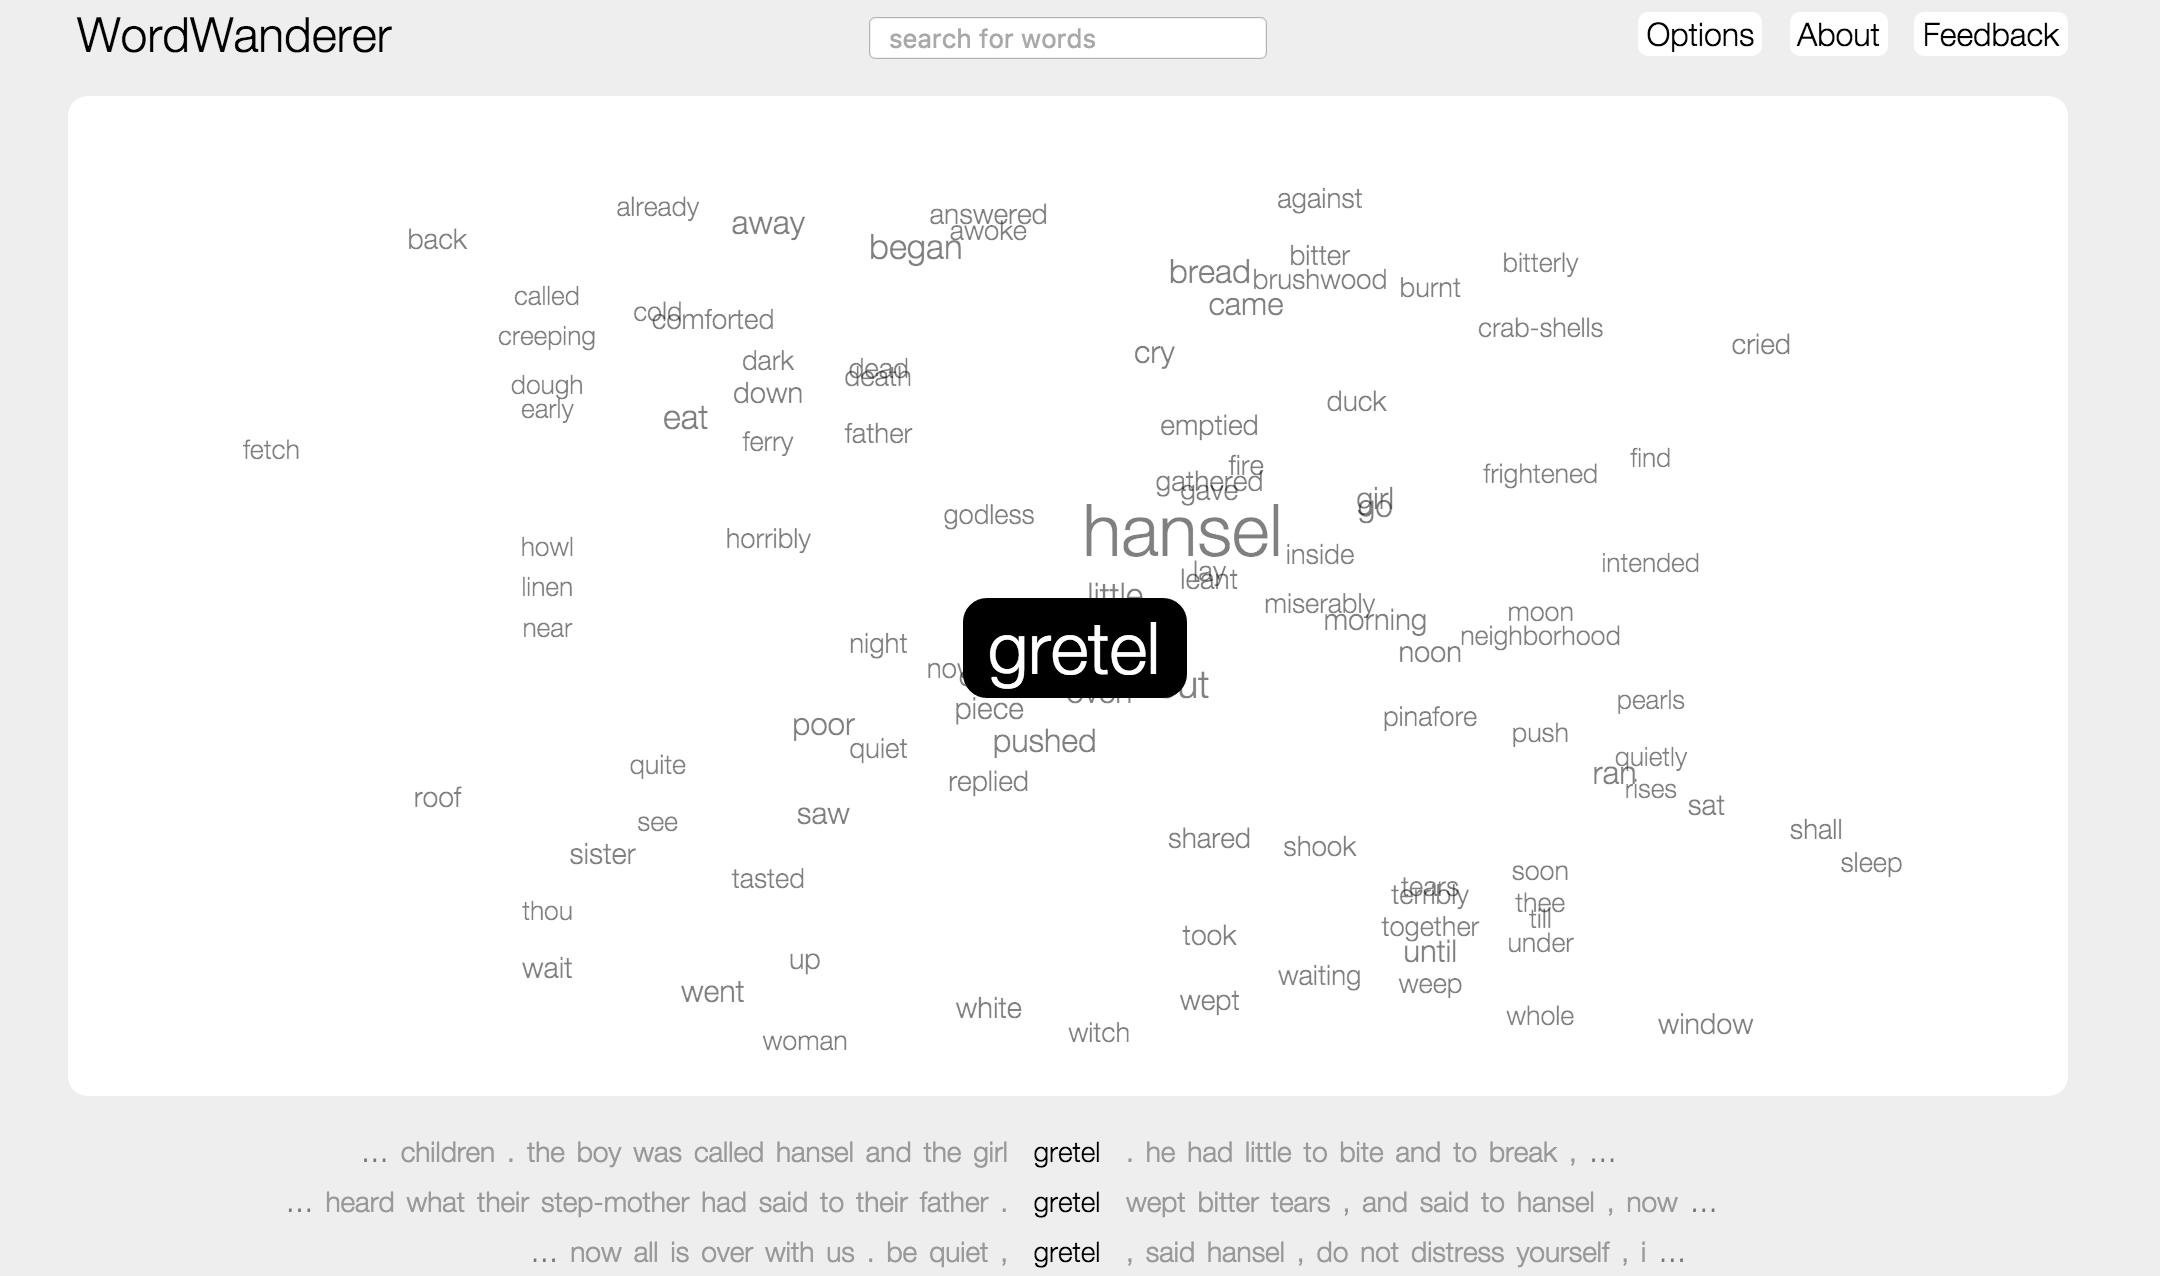 WordWanderer
search for words
Options About Feedback
against
already
answered
away
awoke
back
began
bitter
bitterly
bread
brushwood
burnt
called
came
cold
comforted
creeping
crab-shells
cried
cry
dark
dead
death
dough
down
duck
early
eat
emptied
ferry
father
fetch
find
fire
frightened
gathered
gave
girl
go
godless
hansel
horribly
howl
inside
intended
lay
leant
linen
little
miserably
moon
morning
near
neighborhood
night
gretel
noon
pearls
piece
pinafore
poor
push
pushed
quiet
quietly
quite
ran
replied
rises
roof
sat
saw
see
shall
shared
shook
sister
sleep
soon
tasted
tears
terribly
thee
thou
till
together
took
under
until
up
wait
waiting
weep
went
wept
white
whole
window
witch
woman
... children . the boy was called hansel and the girl gretel . he had little to bite and to break , ...
... heard what their step-mother had said to their father . gretel wept bitter tears , and said to hansel , now ...
... now all is over with us . be quiet , gretel , said hansel , do not distress yourself , i ...